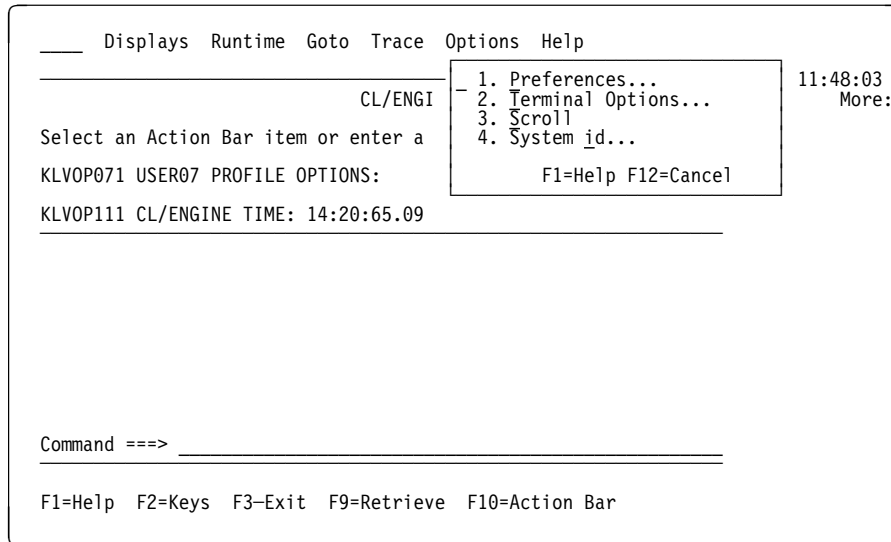 ____ Displays Runtime Goto Trace Options Help
_ 1. Preferences... 11:48:03
CL/ENGI 2. Terminal Options... More:
3. Scroll
Select an Action Bar item or enter a 4. System id...
KLVOP071 USER07 PROFILE OPTIONS: F1=Help F12=Cancel
KLVOP111 CL/ENGINE TIME: 14:20:65.09
Command ===> ____
F1=Help F2=Keys F3—Exit F9=Retrieve F10=Action Bar